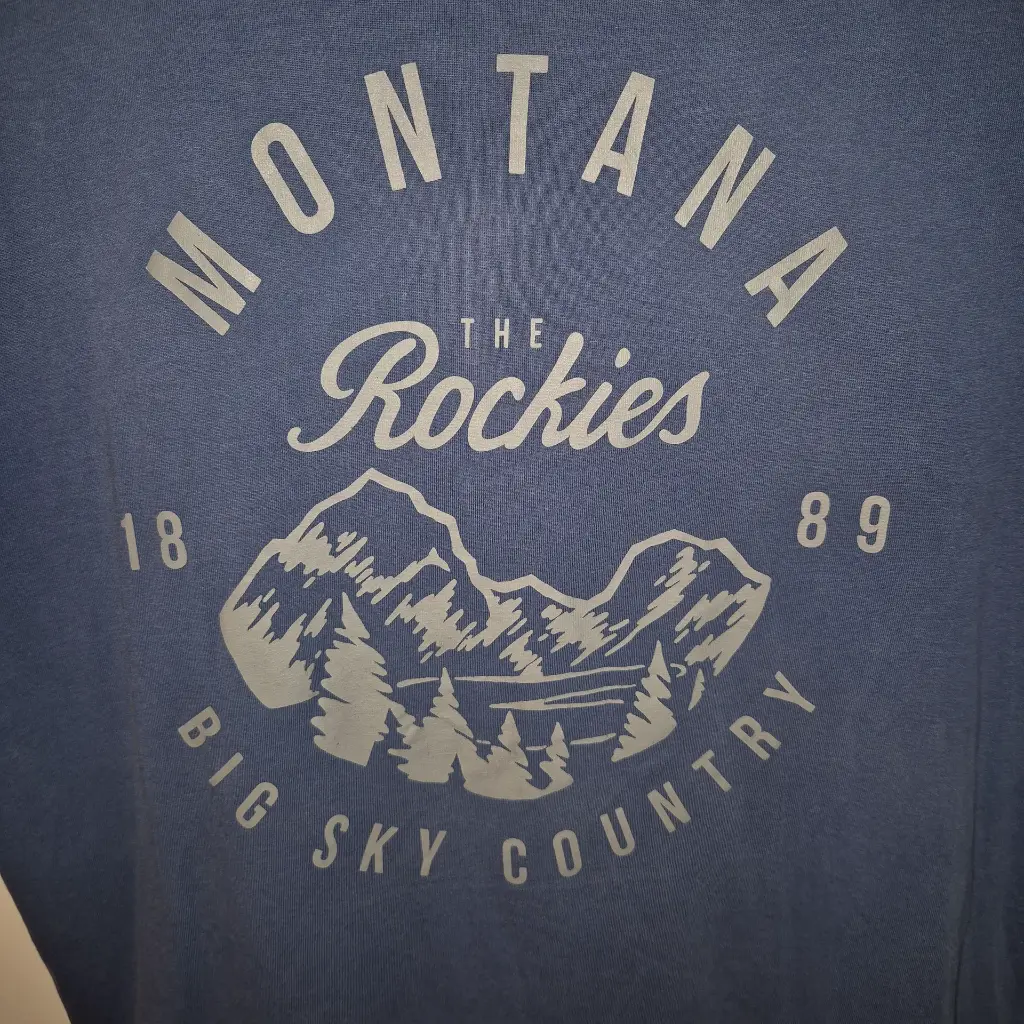 MONTANA
THE
Rockies
18 89
BIG SKY COUNTRY